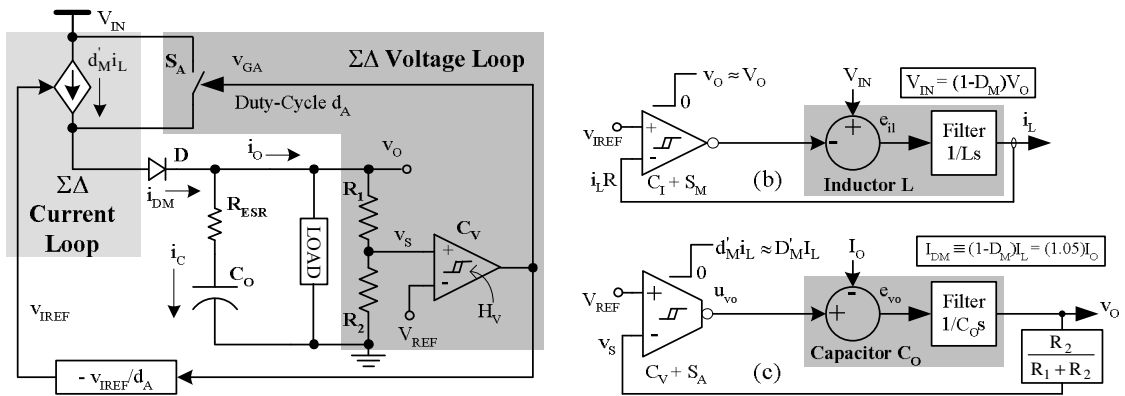 V_IN
d'_M i_L
S_A
v_GA
ΣΔ Voltage Loop
Duty-Cycle d_A
D
i_O
v_O
i_DM
ΣΔ
Current
Loop
R_ESR
R_1
LOAD
v_S
C_V
+
-
i_C
C_O
R_2
V_REF
H_V
v_IREF
- v_IREF/d_A
v_O ≈ V_O
0
V_IN
V_IN = (1-D_M)V_O
v_IREF
+
-
+
-
e_il
Filter
1/Ls
i_L
i_L R
C_I + S_M
(b)
Inductor L
d'_M i_L ≈ D'_M I_L
0
I_O
I_DM ≡ (1-D_M)I_L = (1.05)I_O
V_REF
+
-
u_vo
-
+
e_vo
Filter
1/C_O s
v_O
v_S
C_V + S_A
(c)
Capacitor C_O
R_2
R_1 + R_2